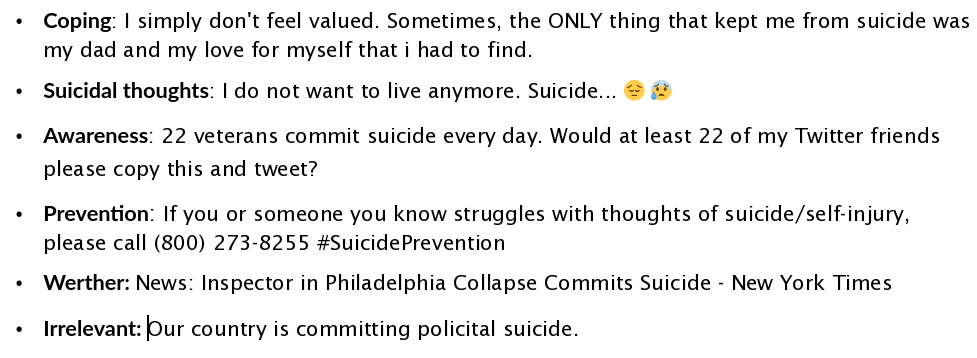 • Coping: I simply don't feel valued. Sometimes, the ONLY thing that kept me from suicide was
my dad and my love for myself that i had to find.
• Suicidal thoughts: I do not want to live anymore. Suicide... 😔😰
• Awareness: 22 veterans commit suicide every day. Would at least 22 of my Twitter friends
please copy this and tweet?
• Prevention: If you or someone you know struggles with thoughts of suicide/self-injury,
please call (800) 273-8255 #SuicidePrevention
• Werther: News: Inspector in Philadelphia Collapse Commits Suicide - New York Times
• Irrelevant: Our country is committing policital suicide.